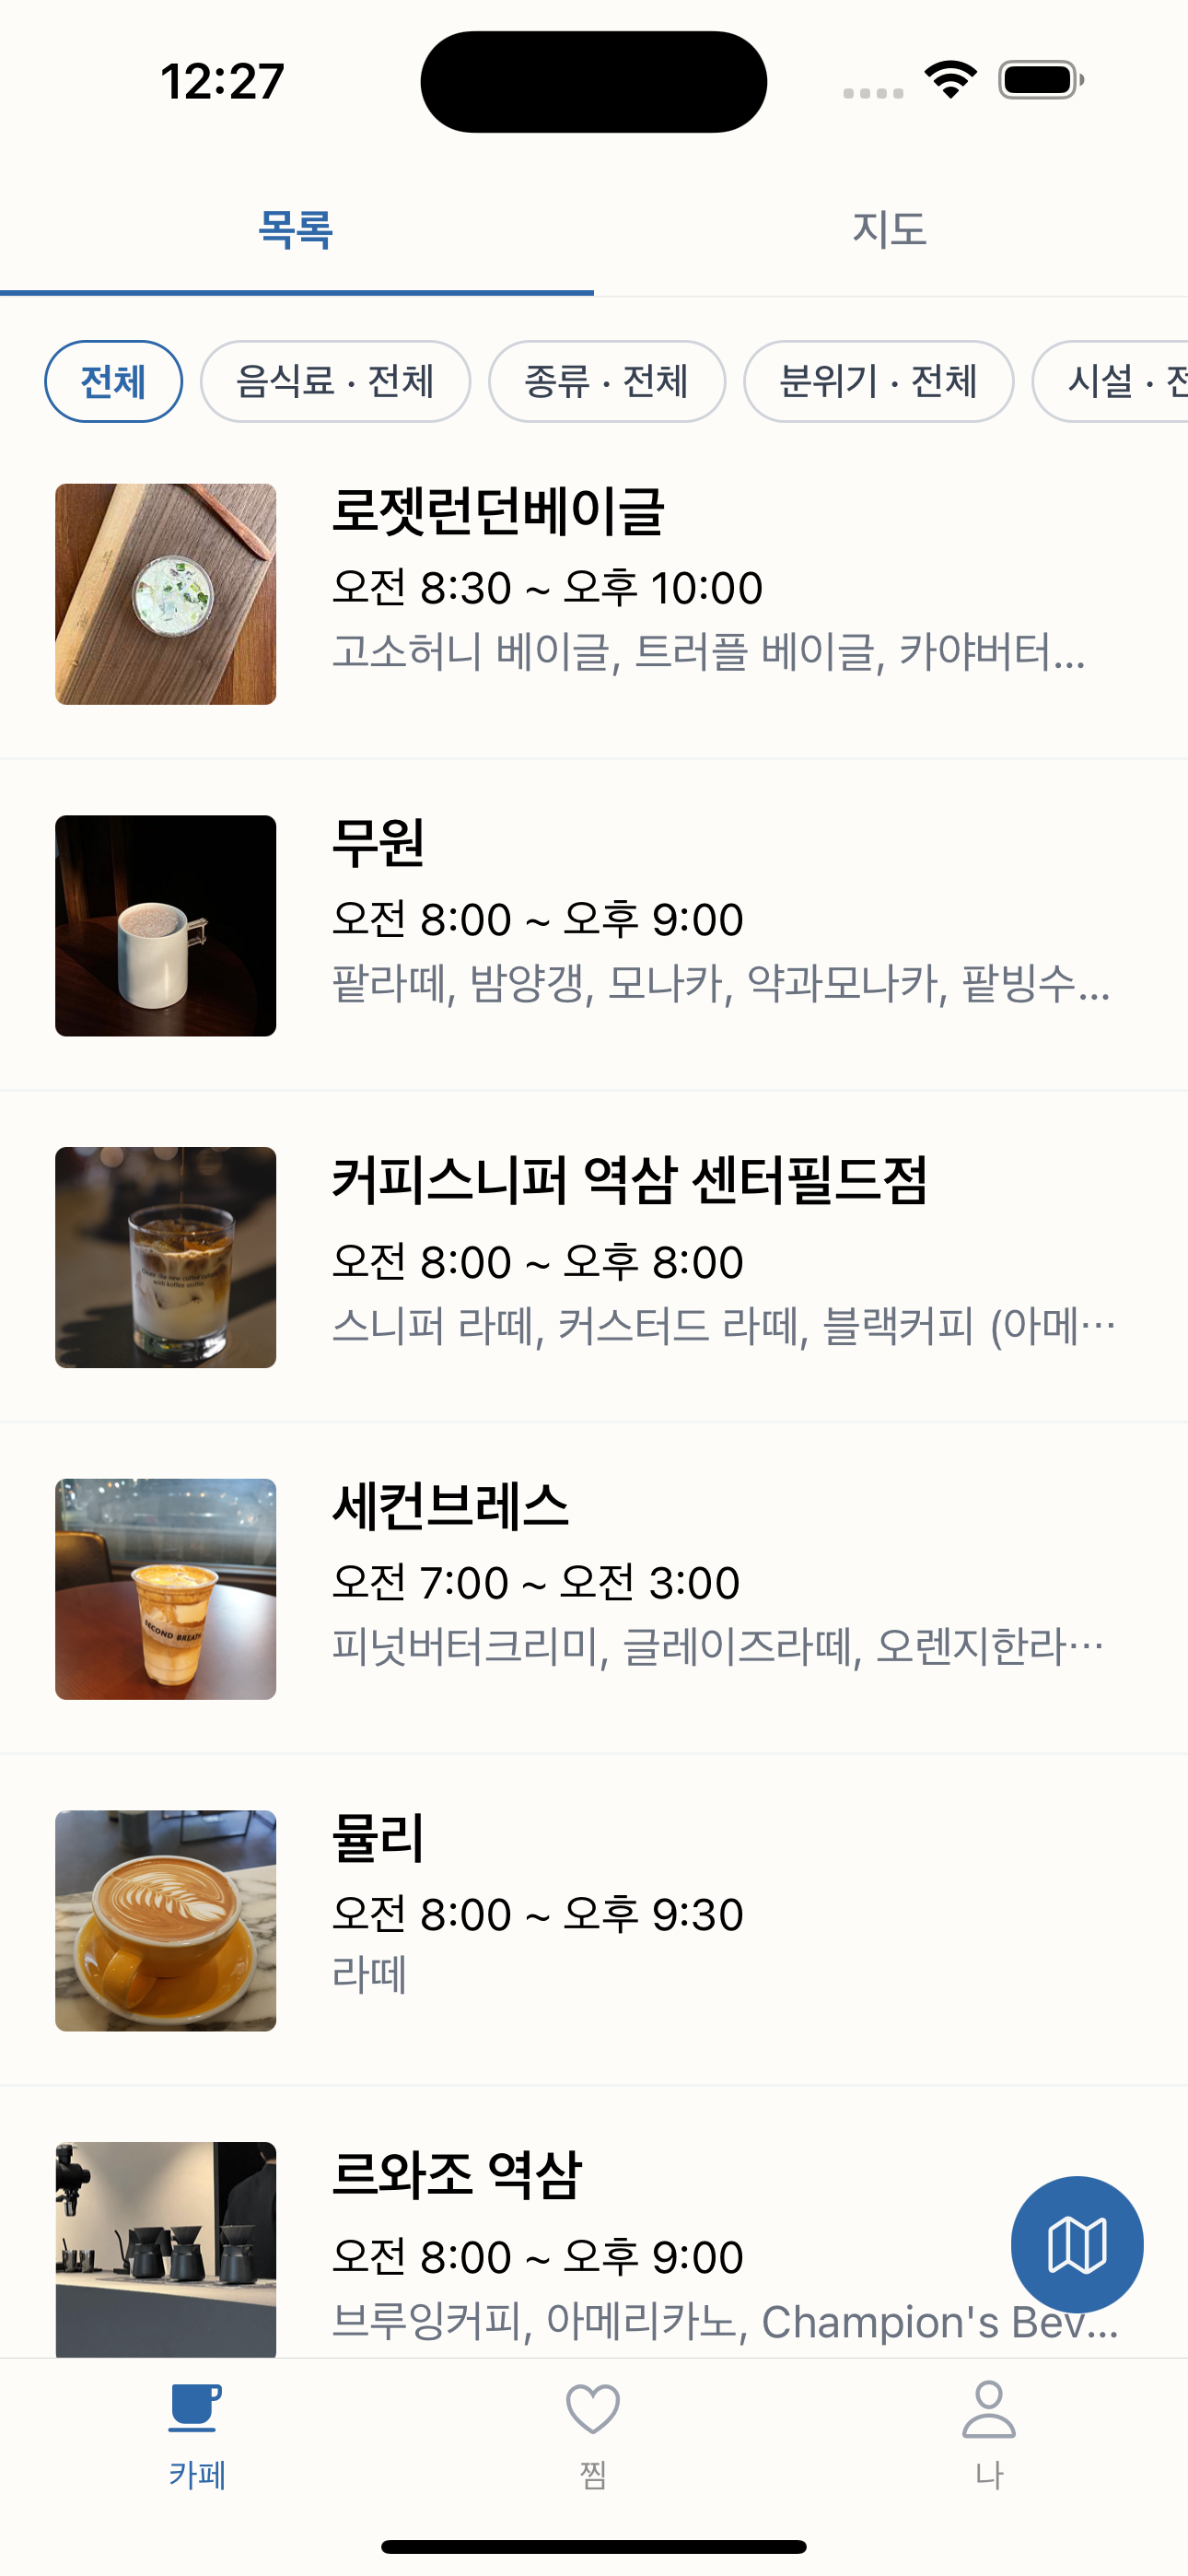 12:27
목록
지도
전체
음식료 · 전체
종류 · 전체
분위기 · 전체
시설 · 전
로젯런던베이글
오전 8:30 ~ 오후 10:00
고소허니 베이글, 트러플 베이글, 카야버터...
무원
오전 8:00 ~ 오후 9:00
팥라떼, 밤양갱, 모나카, 약과모나카, 팥빙수...
커피스니퍼 역삼 센터필드점
오전 8:00 ~ 오후 8:00
스니퍼 라떼, 커스터드 라떼, 블랙커피 (아메…
세컨브레스
오전 7:00 ~ 오전 3:00
피넛버터크리미, 글레이즈라떼, 오렌지한라…
SECOND BREATH
뮬리
오전 8:00 ~ 오후 9:30
라떼
르와조 역삼
오전 8:00 ~ 오후 9:00
브루잉커피, 아메리카노, Champion's Bev...
카페
찜
나